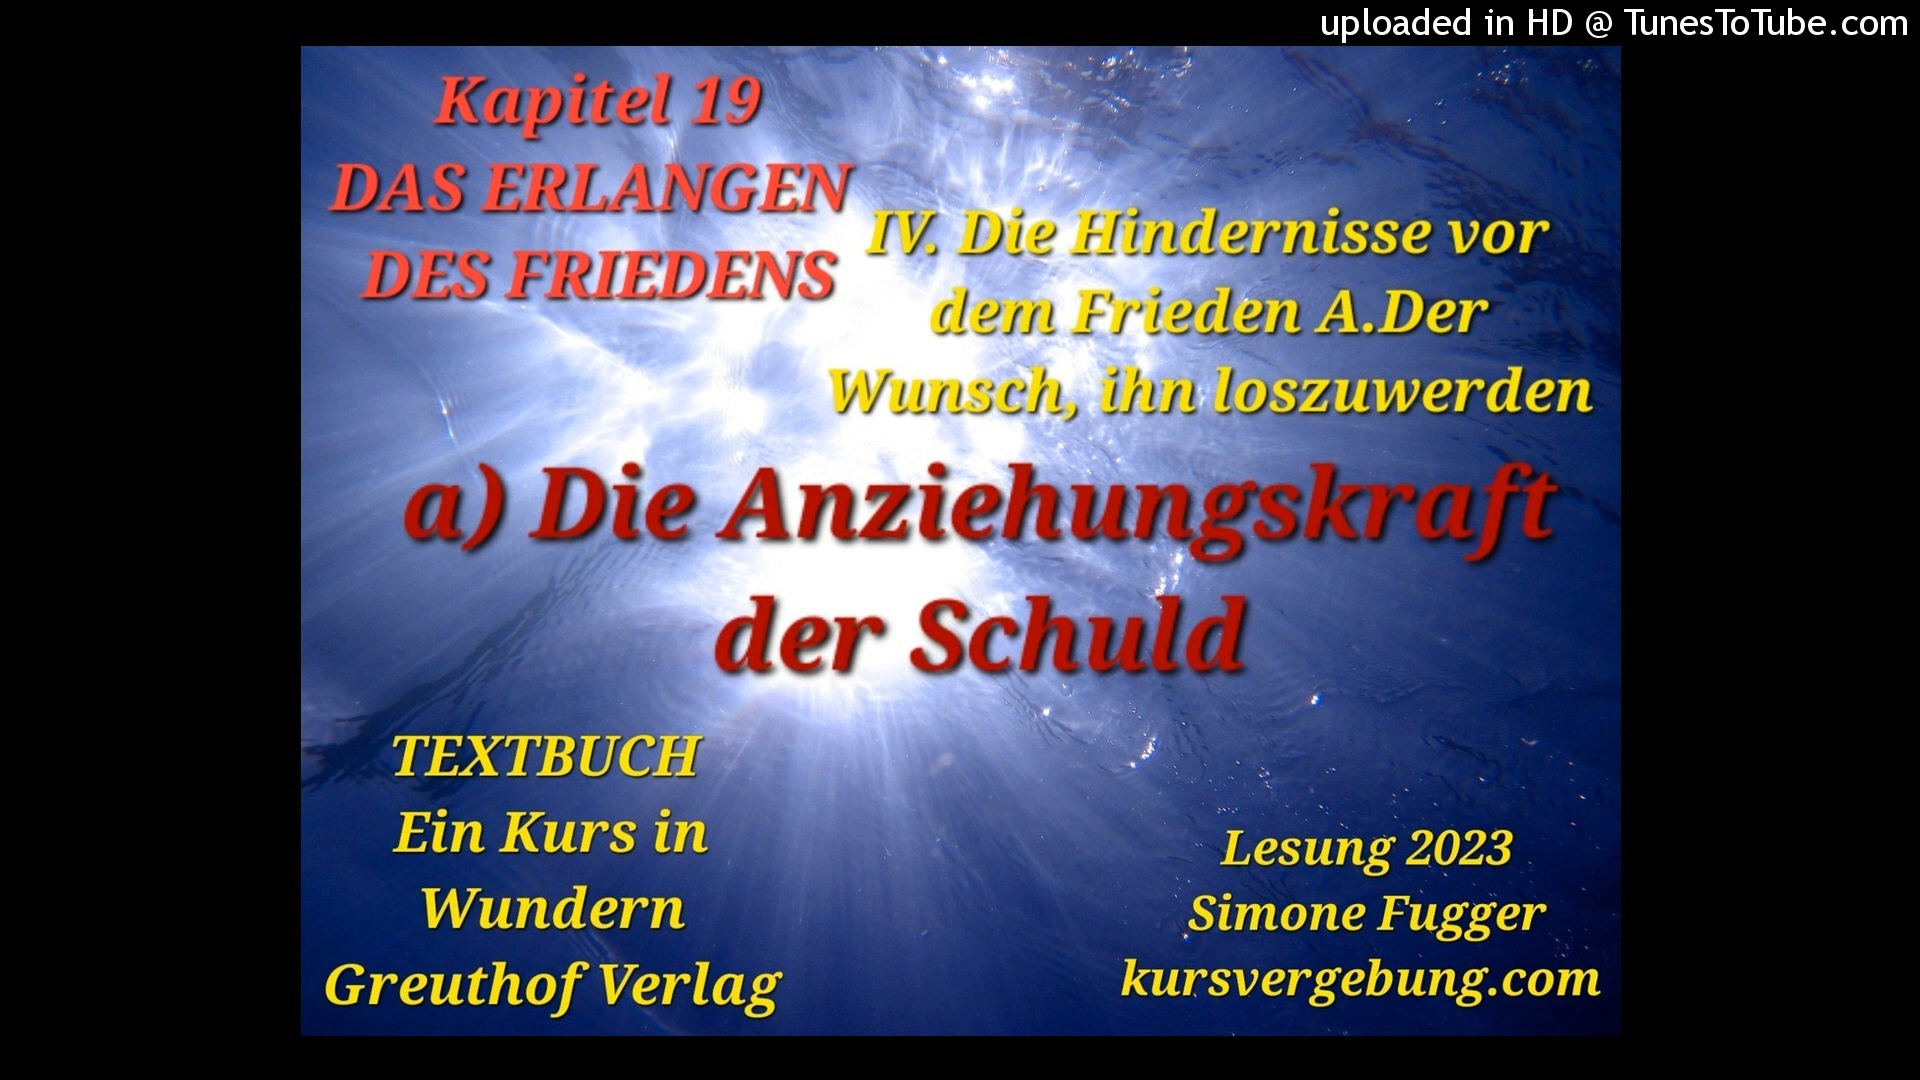 uploaded in HD @ TunesToTube.com
Kapitel 19
DAS ERLANGEN
DES FRIEDENS
IV. Die Hindernisse vor
dem Frieden A.Der
Wunsch, ihn loszuwerden
a) Die Anziehungskraft
der Schuld
TEXTBUCH
Ein Kurs in
Wundern
Greuthof Verlag
Lesung 2023
Simone Fugger
kursvergebung.com